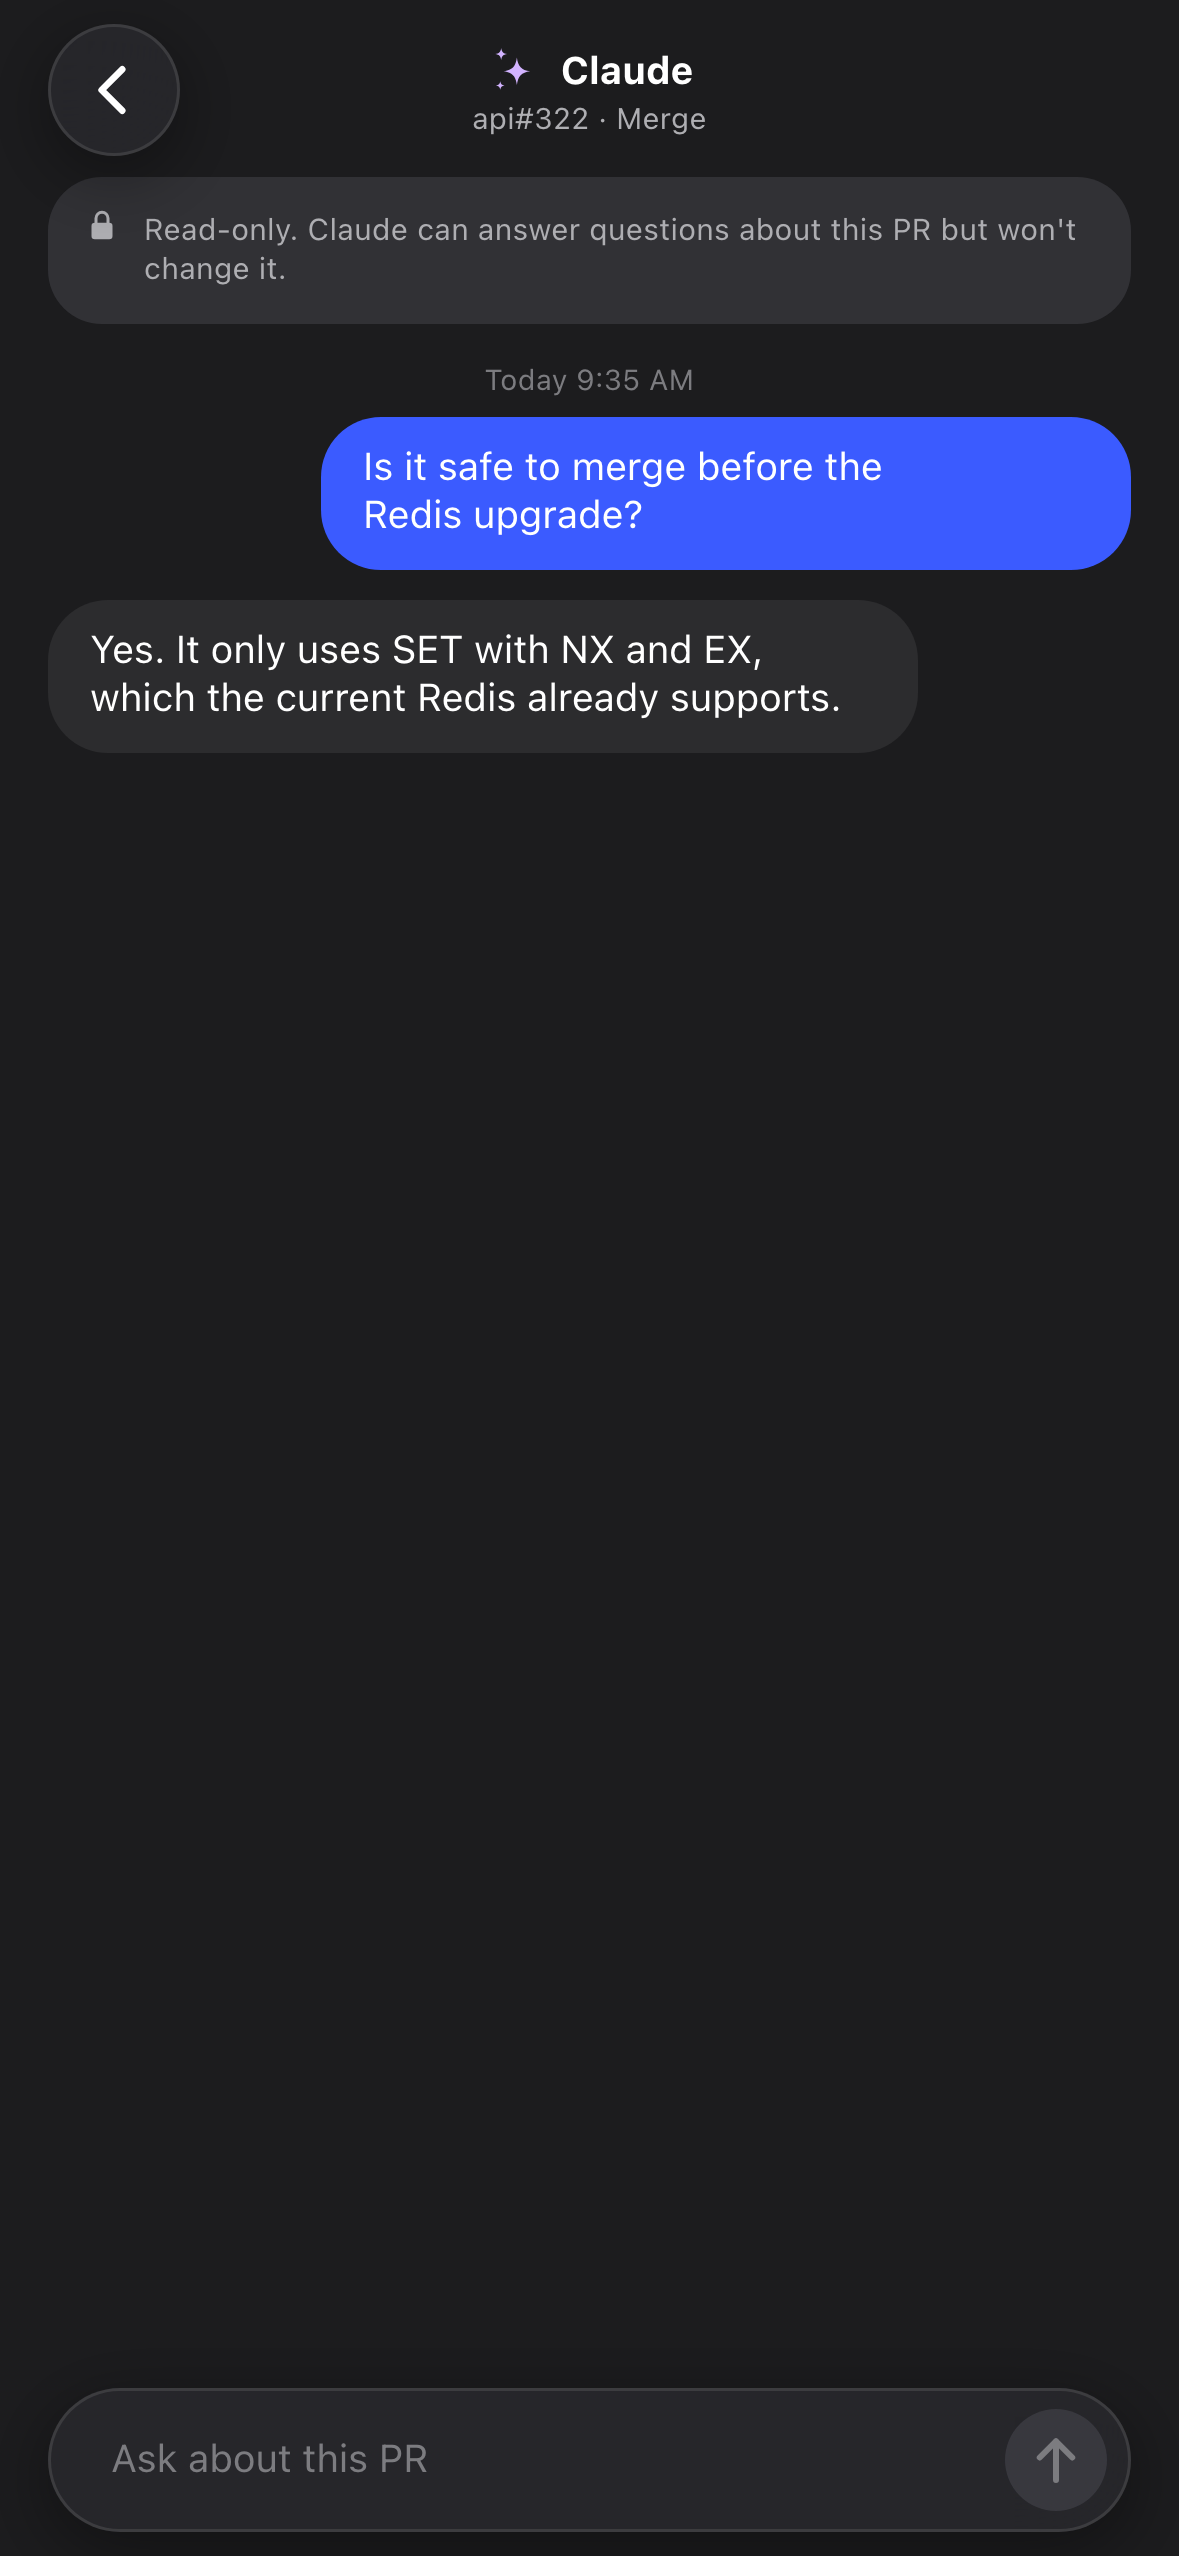 Claude
api#322 · Merge
Read-only. Claude can answer questions about this PR but won't
change it.
Today 9:35 AM
Is it safe to merge before the
Redis upgrade?
Yes. It only uses SET with NX and EX,
which the current Redis already supports.
Ask about this PR